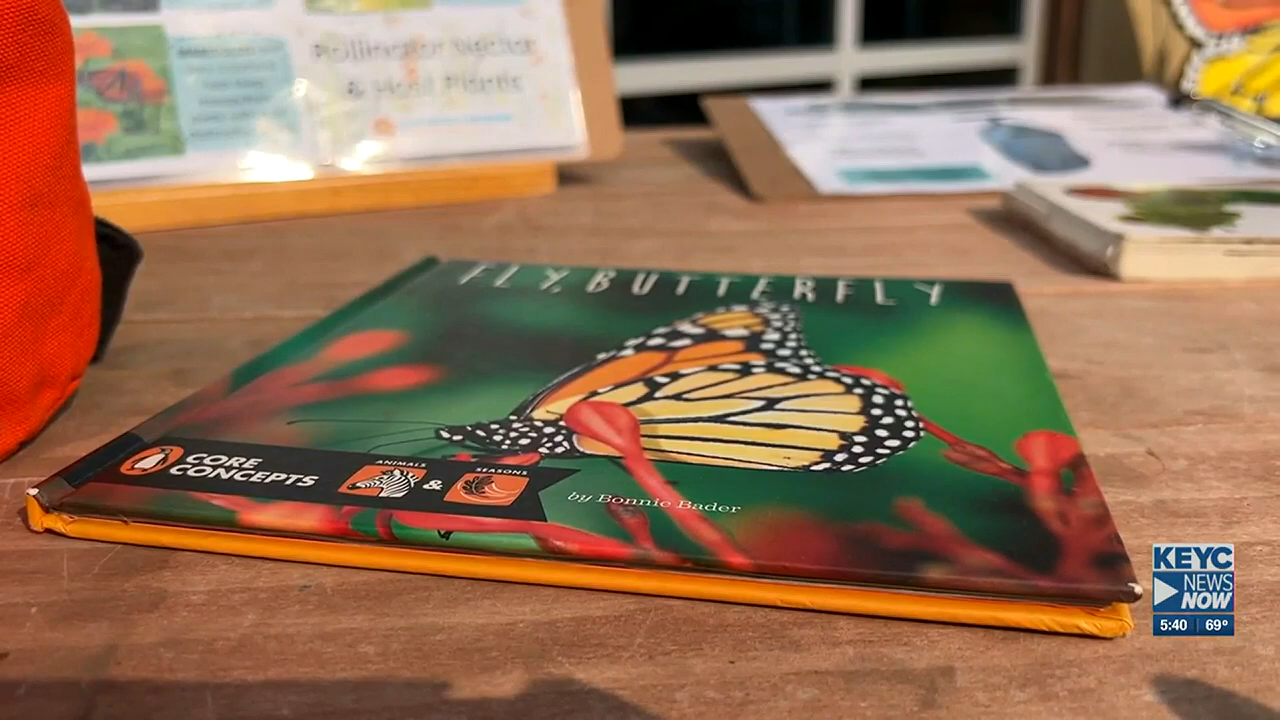 Pollinator Nectar
& Host Plants
FLY, BUTTERFLY
CORE
CONCEPTS
ANIMALS
&
SEASONS
by Bonnie Bader
KEYC
NEWS
NOW
5:40 69°